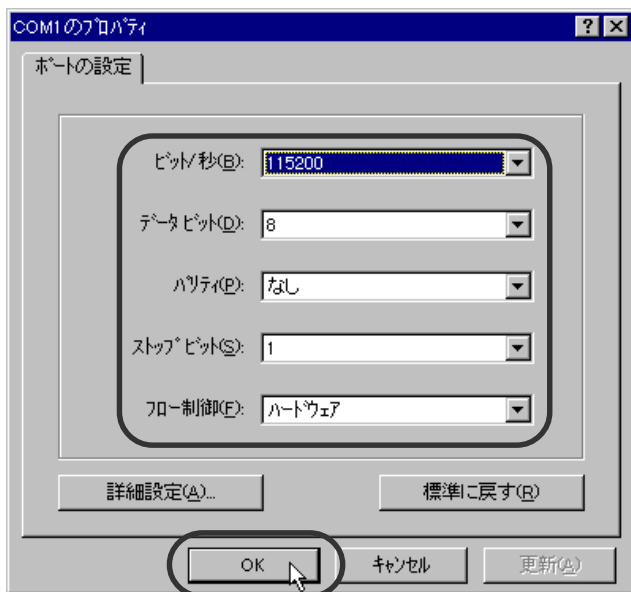 COM1のﾌﾟﾛﾊﾟﾃｨ
ﾎﾟｰﾄの設定
ﾋﾞｯﾄ/秒(B): 115200
ﾃﾞｰﾀ ﾋﾞｯﾄ(D): 8
ﾊﾟﾘﾃｨ(P): なし
ｽﾄｯﾌﾟ ﾋﾞｯﾄ(S): 1
ﾌﾛｰ制御(F): ﾊｰﾄﾞｳｪｱ
詳細設定(A)... 標準に戻す(R)
OK ｷｬﾝｾﾙ 更新(A)